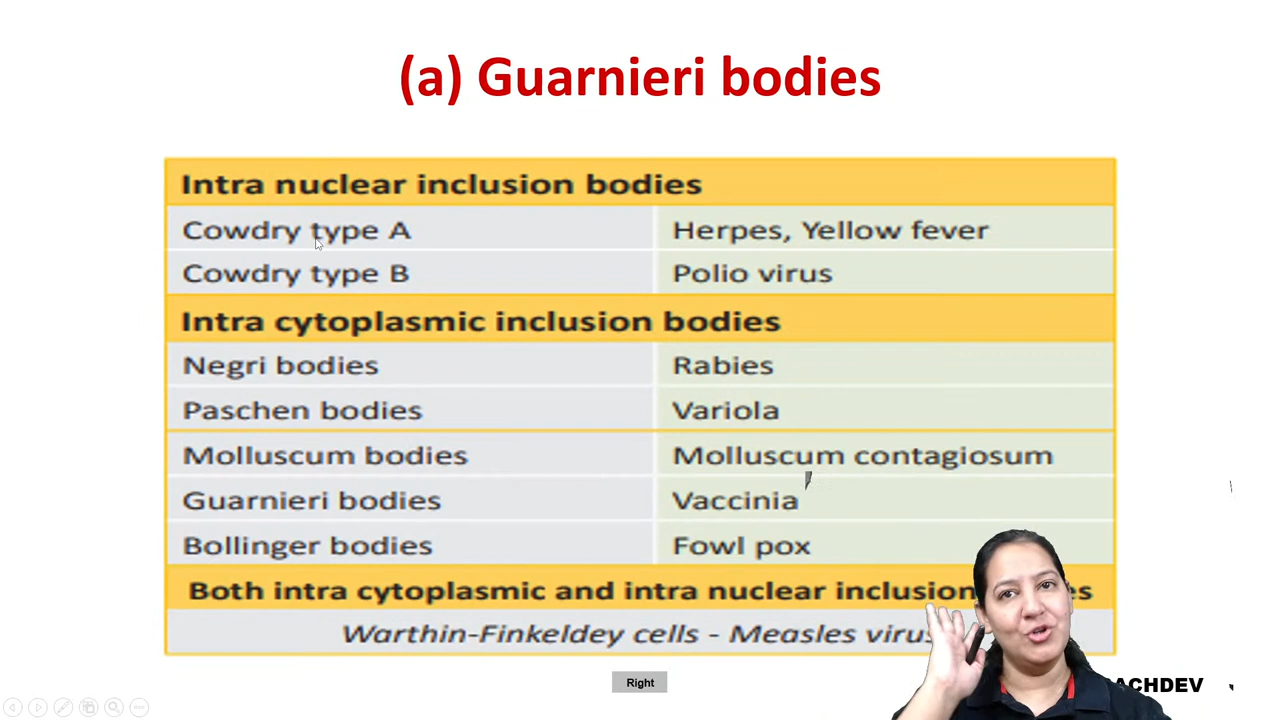 (a) Guarnieri bodies
Intra nuclear inclusion bodies
Cowdry type A Herpes, Yellow fever
Cowdry type B Polio virus
Intra cytoplasmic inclusion bodies
Negri bodies Rabies
Paschen bodies Variola
Molluscum bodies Molluscum contagiosum
Guarnieri bodies Vaccinia
Bollinger bodies Fowl pox
Both intra cytoplasmic and intra nuclear inclusion
Warthin-Finkeldey cells - Measles
Right